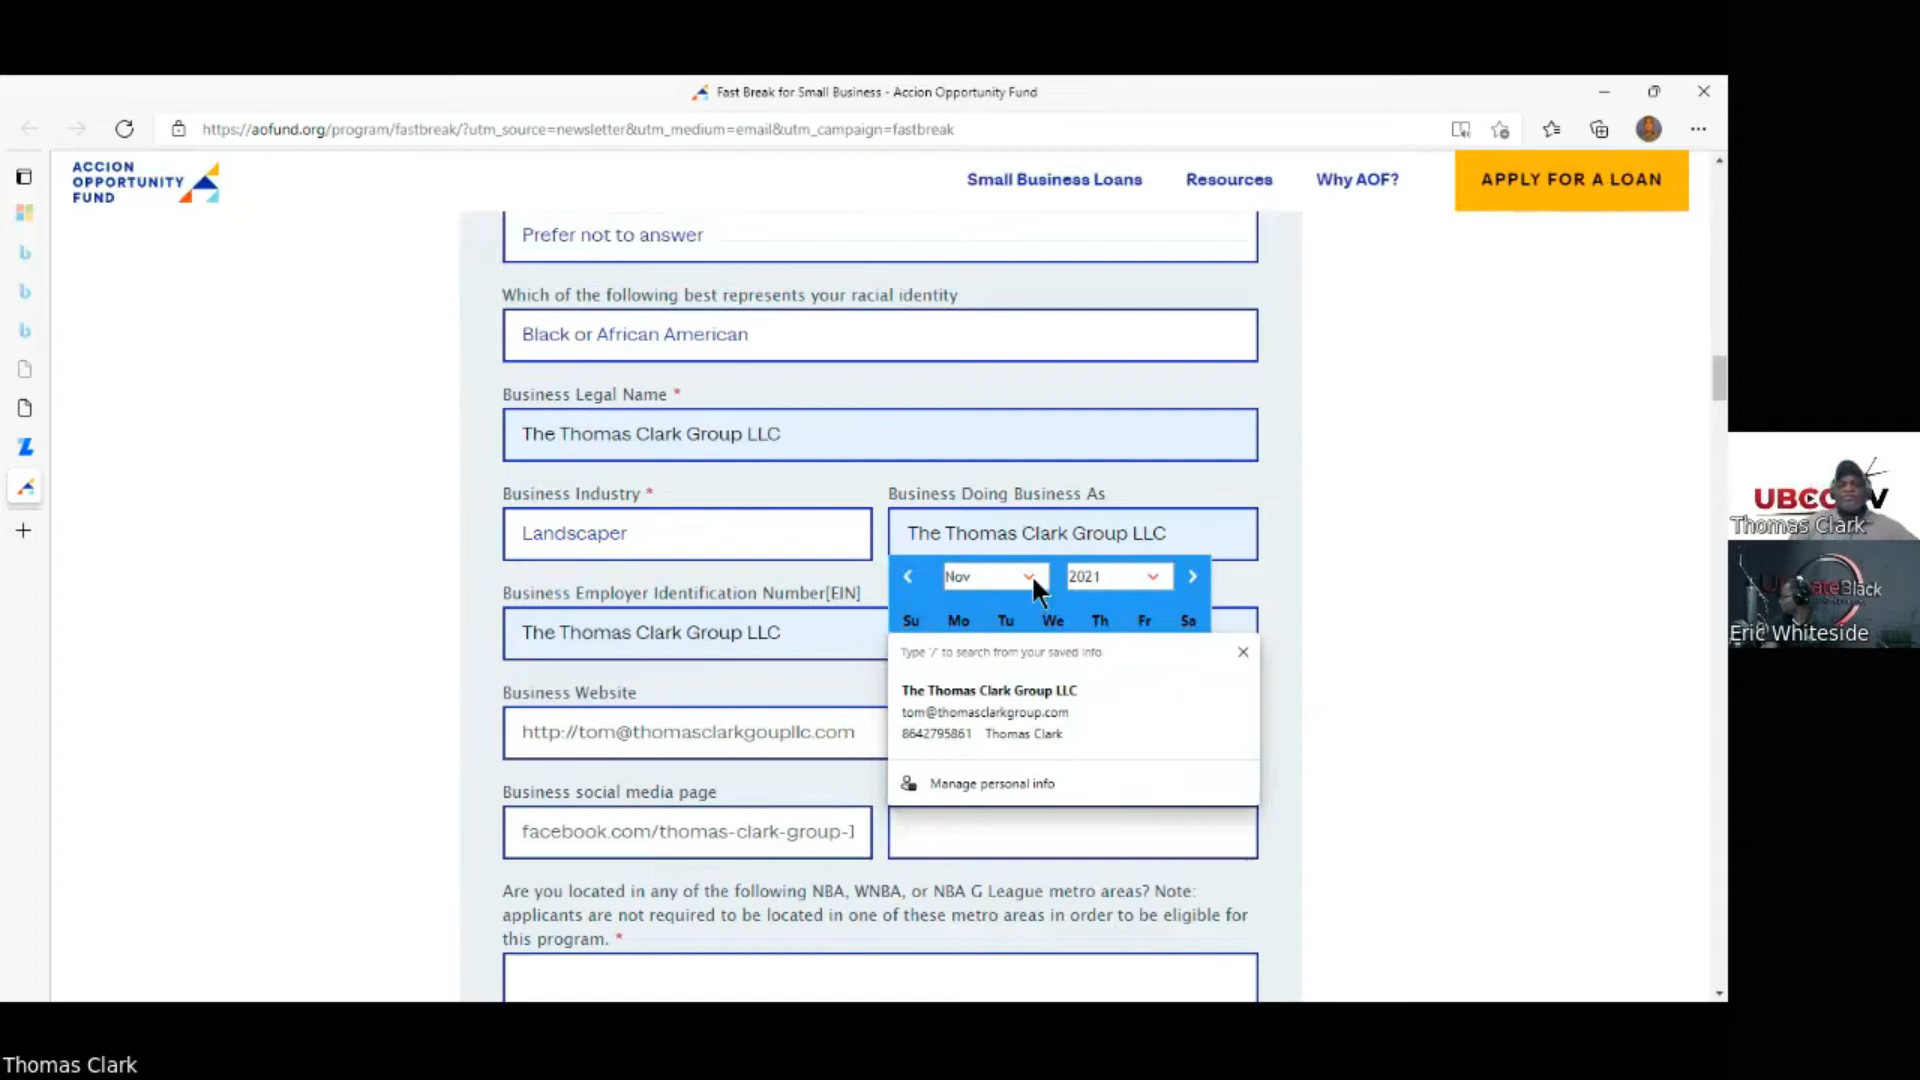 Fast Break for Small Business - Accion Opportunity Fund
https://aofund.org/program/fastbreak/?utm_source=newsletter&utm_medium=email&utm_campaign=fastbreak
ACCION
OPPORTUNITY
FUND
Small Business Loans
Resources
Why AOF?
APPLY FOR A LOAN
Prefer not to answer
Which of the following best represents your racial identity
Black or African American
Business Legal Name *
The Thomas Clark Group LLC
Business Industry *
Business Doing Business As
Landscaper
The Thomas Clark Group LLC
Nov
2021
Su Mo Tu We Th Fr Sa
Business Employer Identification Number[EIN]
The Thomas Clark Group LLC
Type '/' to search from your saved info
The Thomas Clark Group LLC
tom@thomasclarkgroup.com
8642795861 Thomas Clark
Manage personal info
Business Website
http://tom@thomasclarkgoupllc.com
Business social media page
facebook.com/thomas-clark-group-]
Are you located in any of the following NBA, WNBA, or NBA G League metro areas? Note:
applicants are not required to be located in one of these metro areas in order to be eligible for
this program. *
Thomas Clark
Black
Eric Whiteside
Thomas Clark